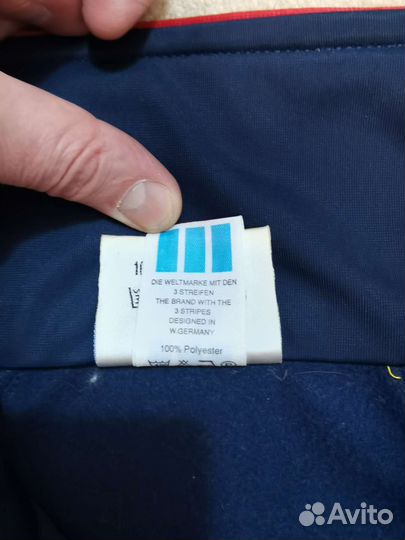 DIE WELTMARKE MIT DEN
3 STREIFEN
THE BRAND WITH THE
3 STRIPES
DESIGNED IN
W.GERMANY
100% Polyester
Avito